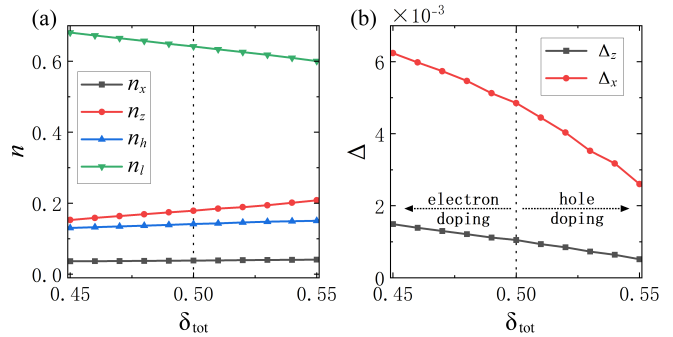 (a)
n_x
n_z
n_h
n_l
n
0.0
0.2
0.4
0.6
0.45
0.50
0.55
δ_tot
(b)
×10⁻³
Δ_z
Δ_x
Δ
0
2
4
6
electron
doping
hole
doping
0.45
0.50
0.55
δ_tot